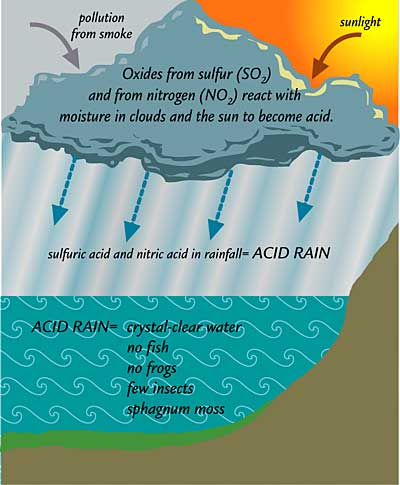 pollution
from smoke
sunlight
Oxides from sulfur (SO₂)
and from nitrogen (NO₂) react with
moisture in clouds and the sun to become acid.
sulfuric acid and nitric acid in rainfall= ACID RAIN
ACID RAIN= crystal-clear water
no fish
no frogs
few insects
sphagnum moss